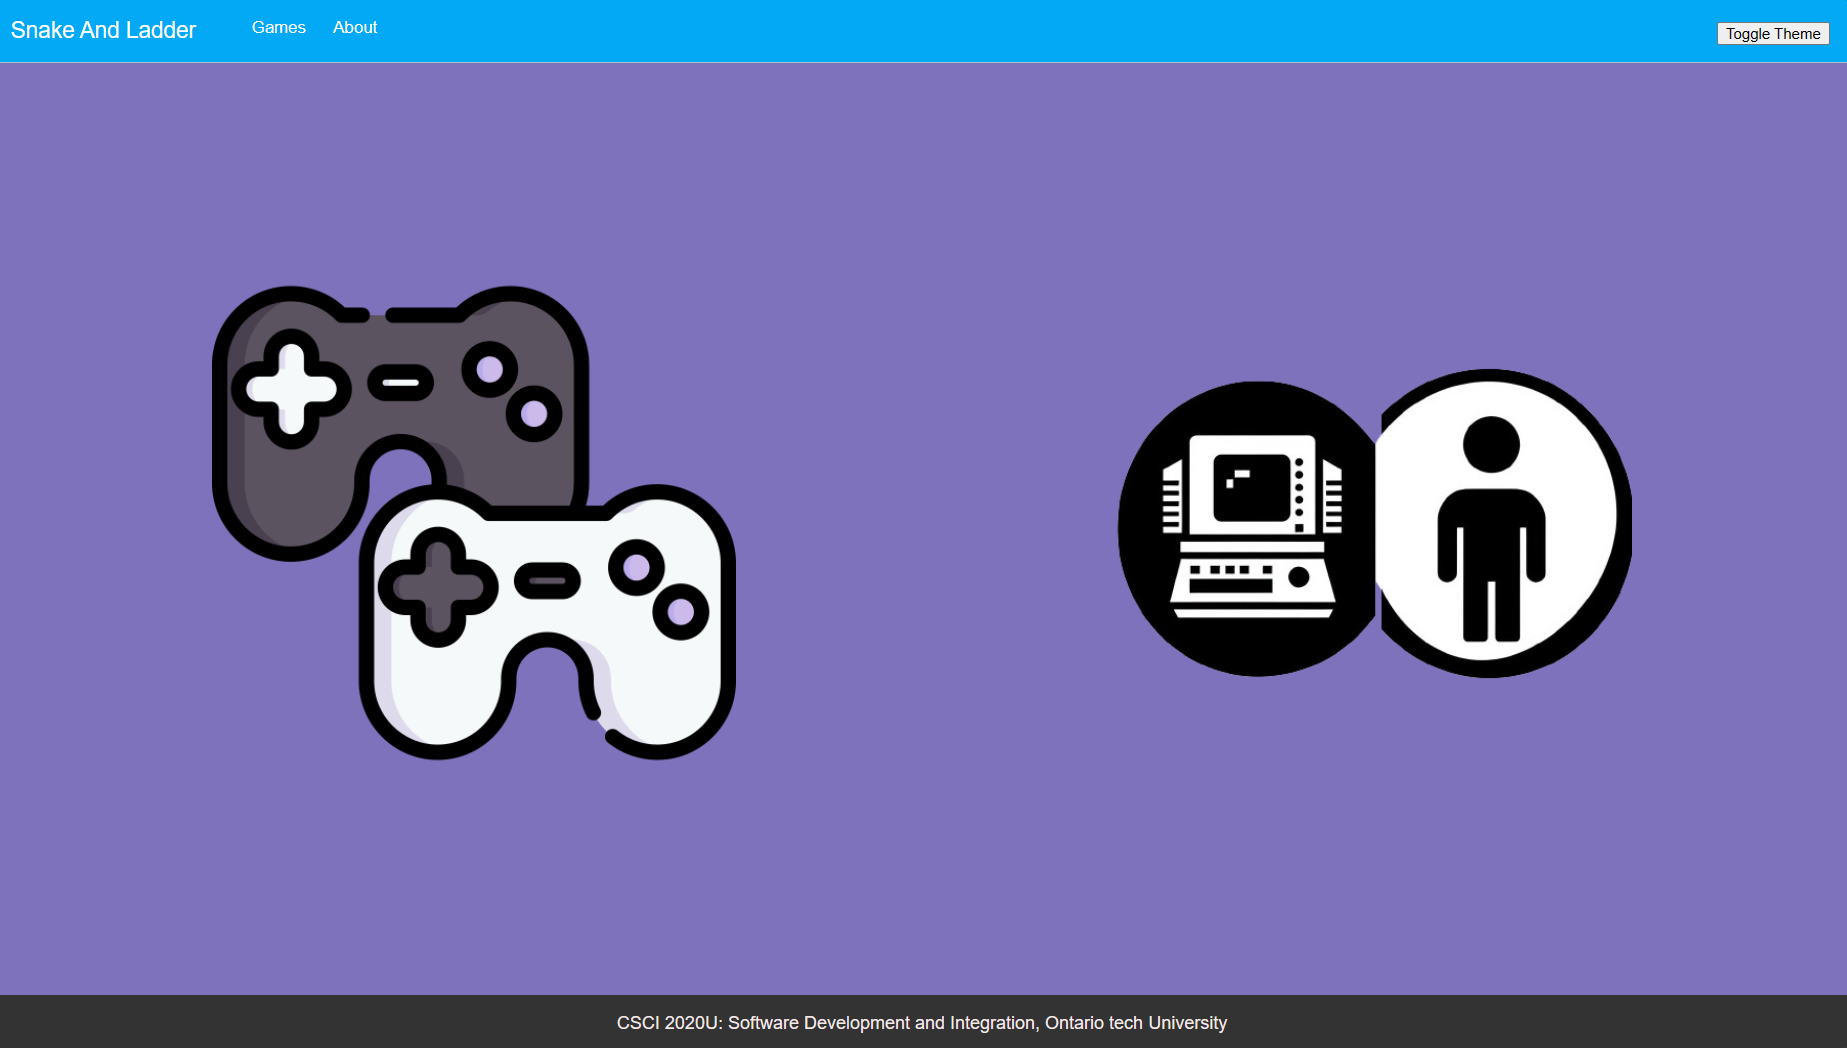 Snake And Ladder
Games
About
Toggle Theme
CSCI 2020U: Software Development and Integration, Ontario tech University